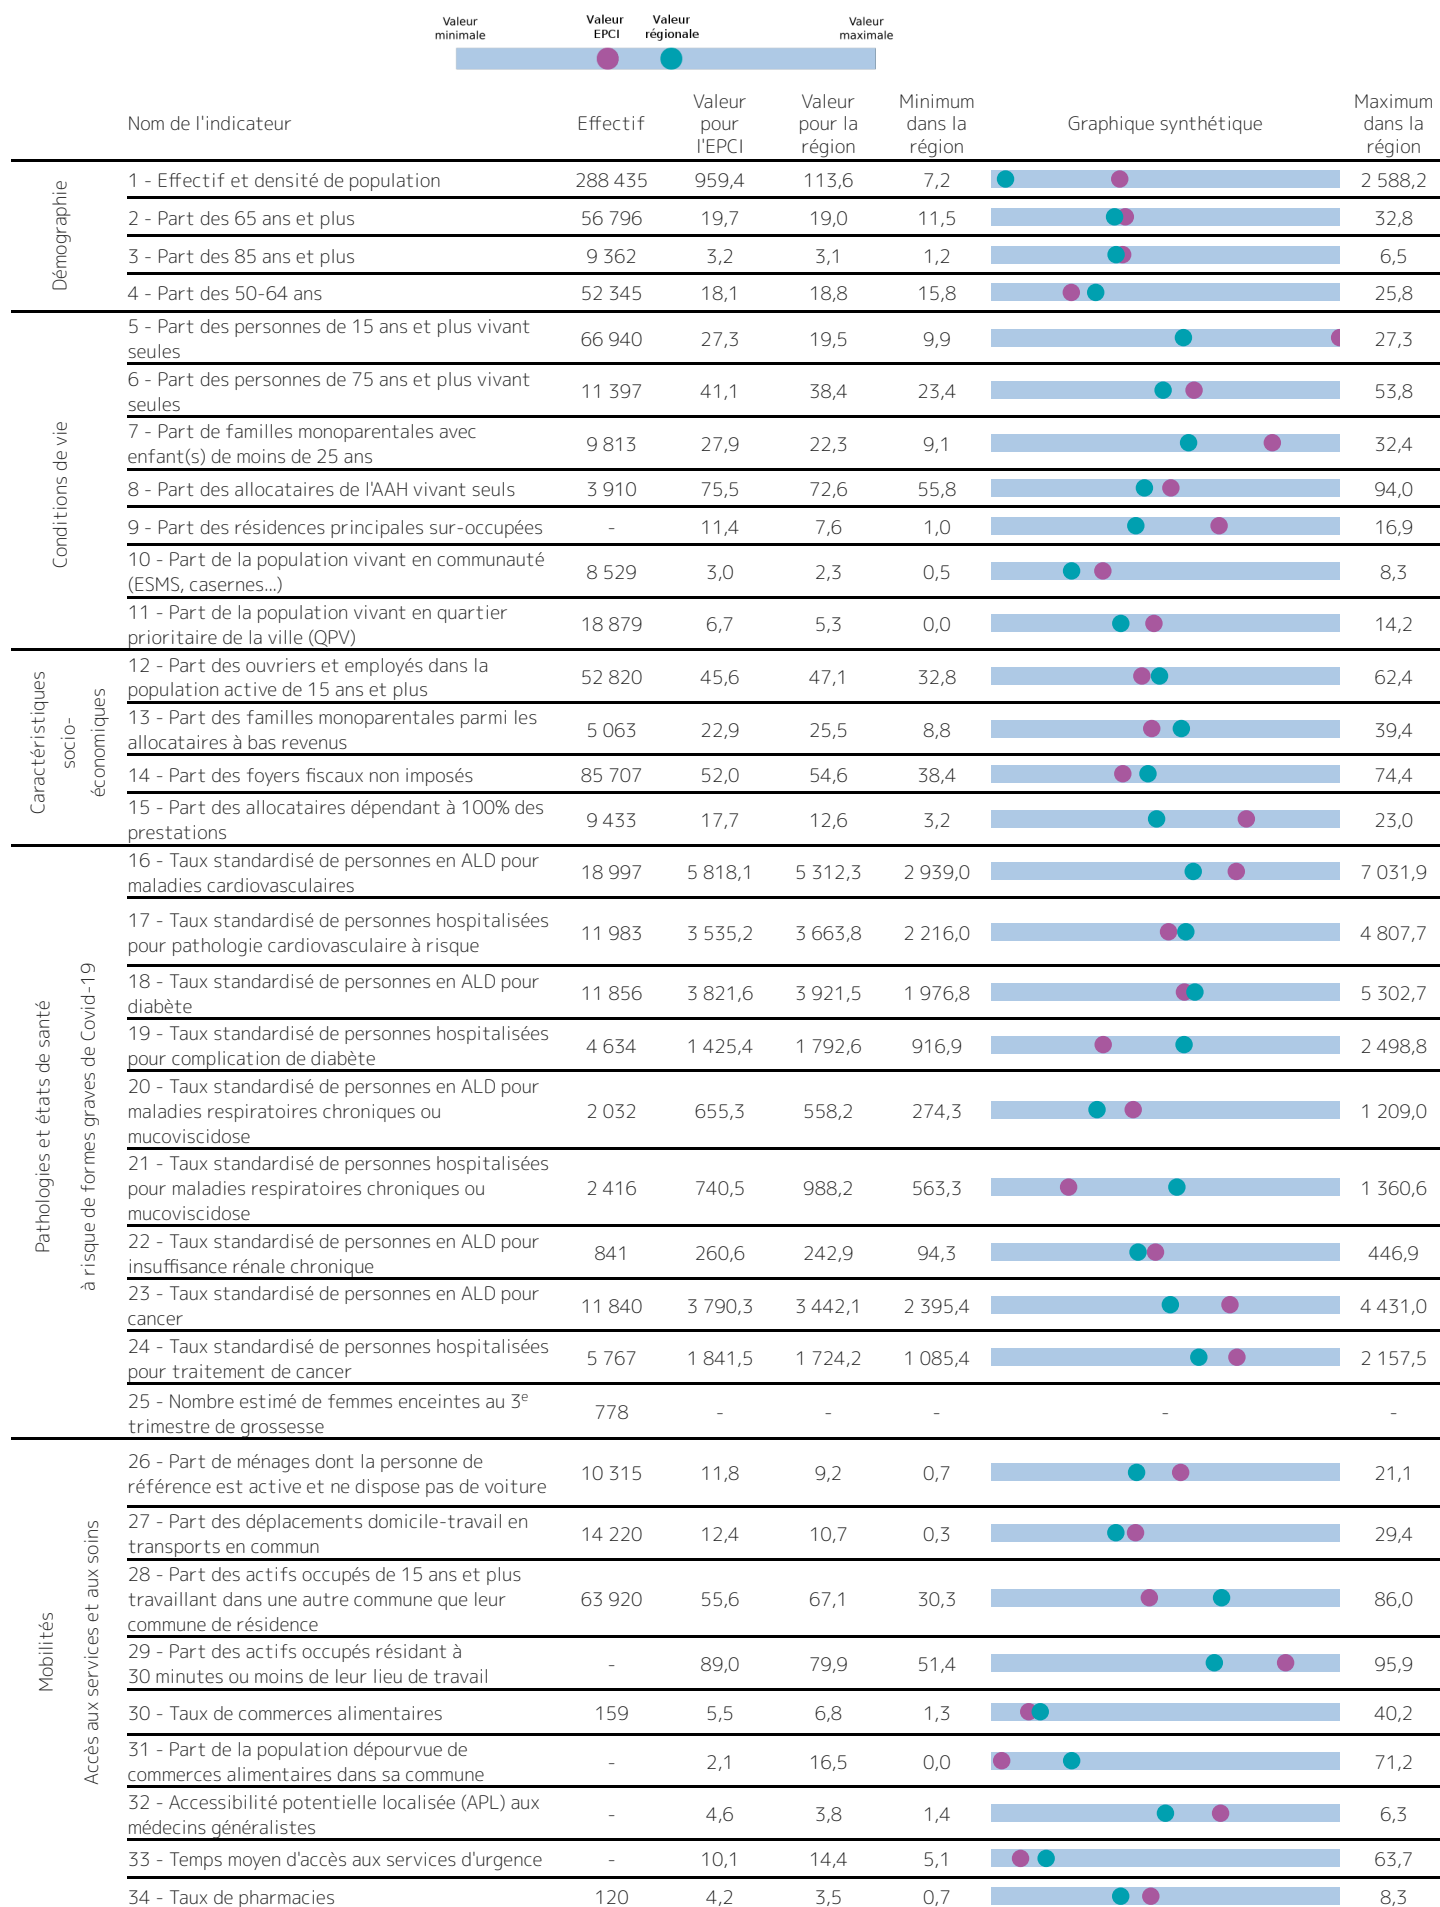 Valeur minimale
Valeur EPCI
Valeur régionale
Valeur maximale
Nom de l'indicateur
Effectif
Valeur pour l'EPCI
Valeur pour la région
Minimum dans la région
Graphique synthétique
Maximum dans la région
Démographie
1 - Effectif et densité de population 288 435 959,4 113,6 7,2 2 588,2
2 - Part des 65 ans et plus 56 796 19,7 19,0 11,5 32,8
3 - Part des 85 ans et plus 9 362 3,2 3,1 1,2 6,5
4 - Part des 50-64 ans 52 345 18,1 18,8 15,8 25,8
Conditions de vie
5 - Part des personnes de 15 ans et plus vivant
seules 66 940 27,3 19,5 9,9 27,3
6 - Part des personnes de 75 ans et plus vivant
seules 11 397 41,1 38,4 23,4 53,8
7 - Part de familles monoparentales avec
enfant(s) de moins de 25 ans 9 813 27,9 22,3 9,1 32,4
8 - Part des allocataires de l'AAH vivant seuls 3 910 75,5 72,6 55,8 94,0
9 - Part des résidences principales sur-occupées - 11,4 7,6 1,0 16,9
10 - Part de la population vivant en communauté
(ESMS, casernes...) 8 529 3,0 2,3 0,5 8,3
11 - Part de la population vivant en quartier
prioritaire de la ville (QPV) 18 879 6,7 5,3 0,0 14,2
Caractéristiques
socio-
économiques
12 - Part des ouvriers et employés dans la
population active de 15 ans et plus 52 820 45,6 47,1 32,8 62,4
13 - Part des familles monoparentales parmi les
allocataires à bas revenus 5 063 22,9 25,5 8,8 39,4
14 - Part des foyers fiscaux non imposés 85 707 52,0 54,6 38,4 74,4
15 - Part des allocataires dépendant à 100% des
prestations 9 433 17,7 12,6 3,2 23,0
Pathologies et états de santé
à risque de formes graves de Covid-19
16 - Taux standardisé de personnes en ALD pour
maladies cardiovasculaires 18 997 5 818,1 5 312,3 2 939,0 7 031,9
17 - Taux standardisé de personnes hospitalisées
pour pathologie cardiovasculaire à risque 11 983 3 535,2 3 663,8 2 216,0 4 807,7
18 - Taux standardisé de personnes en ALD pour
diabète 11 856 3 821,6 3 921,5 1 976,8 5 302,7
19 - Taux standardisé de personnes hospitalisées
pour complication de diabète 4 634 1 425,4 1 792,6 916,9 2 498,8
20 - Taux standardisé de personnes en ALD pour
maladies respiratoires chroniques ou
mucoviscidose 2 032 655,3 558,2 274,3 1 209,0
21 - Taux standardisé de personnes hospitalisées
pour maladies respiratoires chroniques ou
mucoviscidose 2 416 740,5 988,2 563,3 1 360,6
22 - Taux standardisé de personnes en ALD pour
insuffisance rénale chronique 841 260,6 242,9 94,3 446,9
23 - Taux standardisé de personnes en ALD pour
cancer 11 840 3 790,3 3 442,1 2 395,4 4 431,0
24 - Taux standardisé de personnes hospitalisées
pour traitement de cancer 5 767 1 841,5 1 724,2 1 085,4 2 157,5
25 - Nombre estimé de femmes enceintes au 3e
trimestre de grossesse 778 - - - - -
Mobilités
Accès aux services et aux soins
26 - Part de ménages dont la personne de
référence est active et ne dispose pas de voiture 10 315 11,8 9,2 0,7 21,1
27 - Part des déplacements domicile-travail en
transports en commun 14 220 12,4 10,7 0,3 29,4
28 - Part des actifs occupés de 15 ans et plus
travaillant dans une autre commune que leur
commune de résidence 63 920 55,6 67,1 30,3 86,0
29 - Part des actifs occupés résidant à
30 minutes ou moins de leur lieu de travail - 89,0 79,9 51,4 95,9
30 - Taux de commerces alimentaires 159 5,5 6,8 1,3 40,2
31 - Part de la population dépourvue de
commerces alimentaires dans sa commune - 2,1 16,5 0,0 71,2
32 - Accessibilité potentielle localisée (APL) aux
médecins généralistes - 4,6 3,8 1,4 6,3
33 - Temps moyen d'accès aux services d'urgence - 10,1 14,4 5,1 63,7
34 - Taux de pharmacies 120 4,2 3,5 0,7 8,3